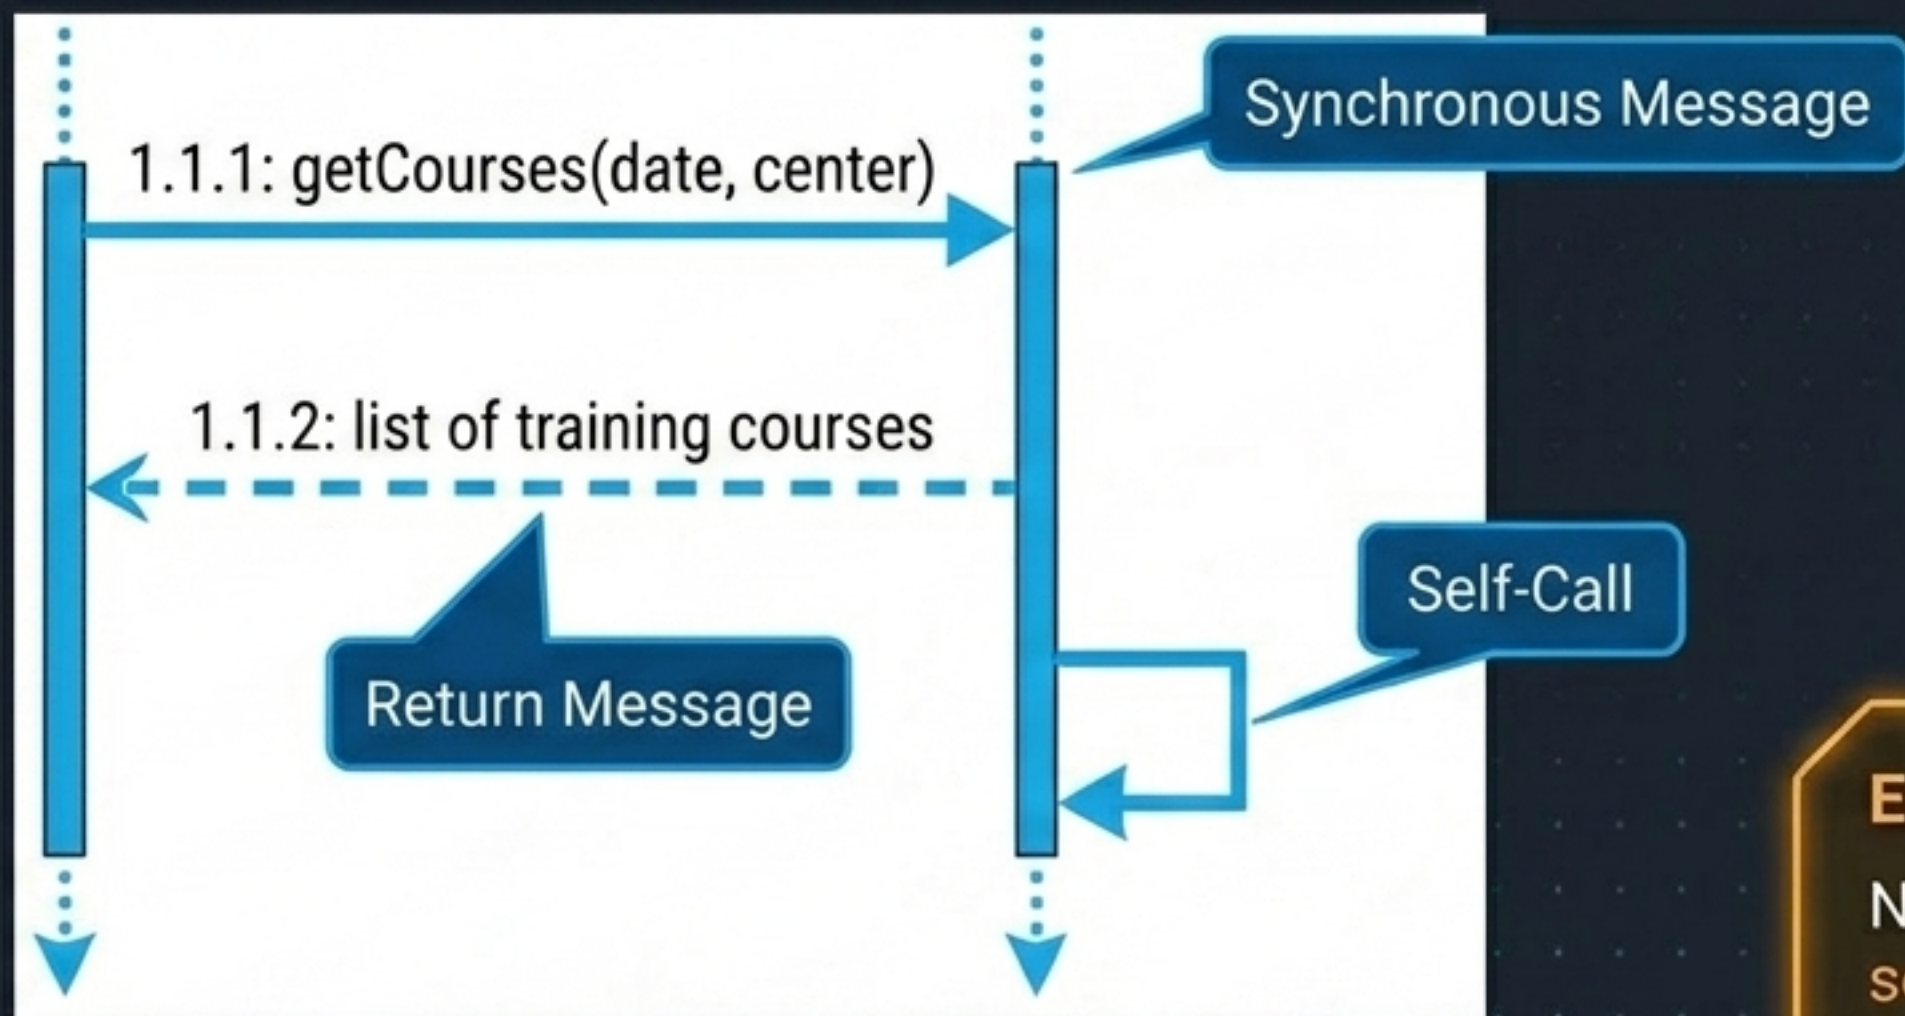 Synchronous Message
1.1.1: getCourses(date, center)
1.1.2: list of training courses
Self-Call
Return Message